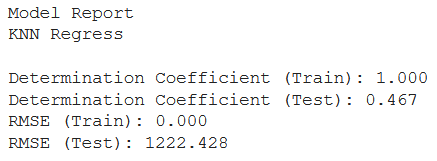 Model Report
KNN Regress
Determination Coefficient (Train): 1.000
Determination Coefficient (Test): 0.467
RMSE (Train): 0.000
RMSE (Test): 1222.428